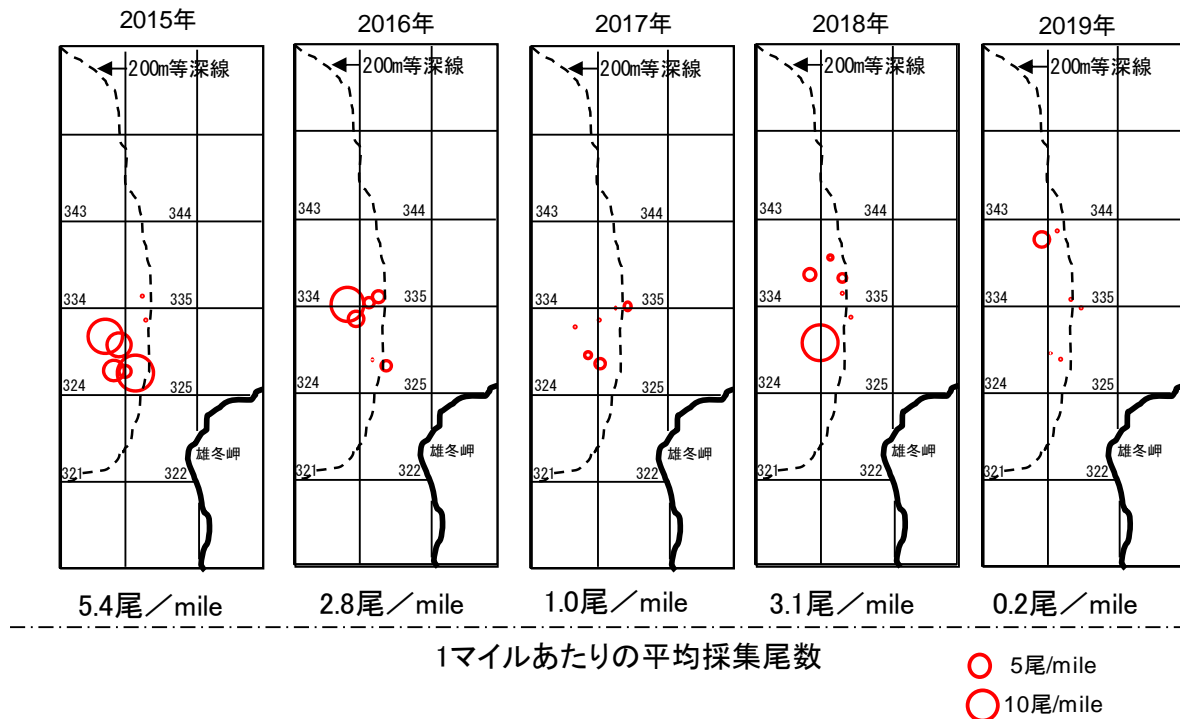 2015年
2016年
2017年
2018年
2019年
200m等深線
200m等深線
200m等深線
200m等深線
200m等深線
343 344
343 344
343 344
343 344
343 344
334 335
334 335
334 335
334 335
334 335
324 325
324 325
324 325
324 325
324 325
雄冬岬
雄冬岬
雄冬岬
雄冬岬
雄冬岬
321 322
321 322
321 322
321 322
321 322
5.4尾／mile
2.8尾／mile
1.0尾／mile
3.1尾／mile
0.2尾／mile
1マイルあたりの平均採集尾数
5尾/mile
10尾/mile